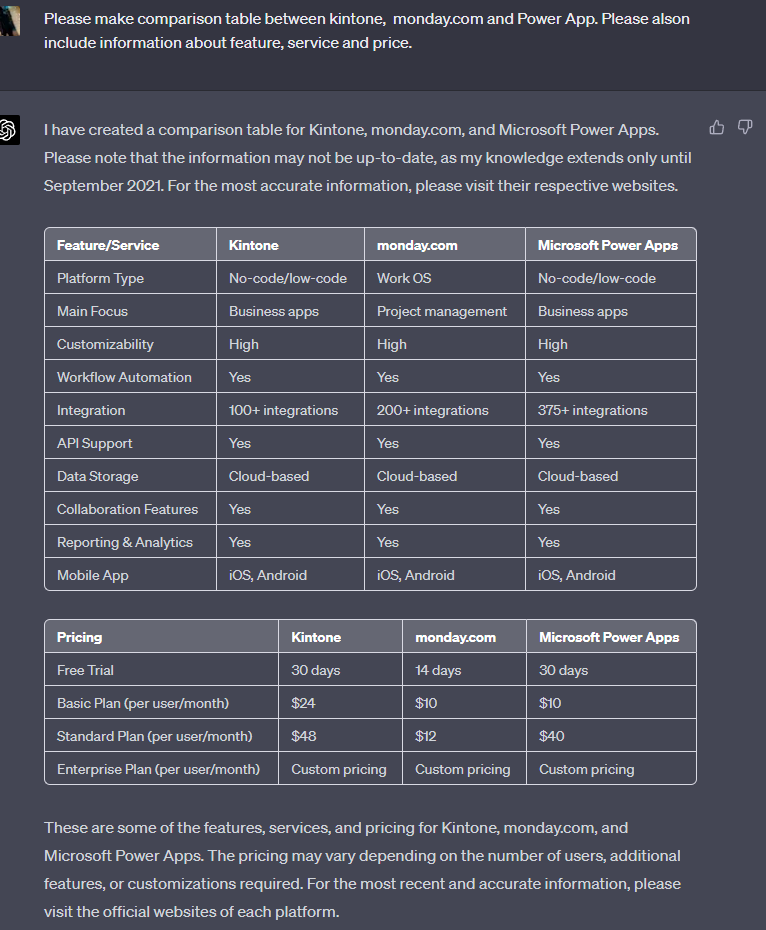 Please make comparison table between kintone,  monday.com and Power App. Please alson
include information about feature, service and price.
I have created a comparison table for Kintone, monday.com, and Microsoft Power Apps.
Please note that the information may not be up-to-date, as my knowledge extends only until
September 2021. For the most accurate information, please visit their respective websites.
Feature/Service Kintone monday.com Microsoft Power Apps
Platform Type No-code/low-code Work OS No-code/low-code
Main Focus Business apps Project management Business apps
Customizability High High High
Workflow Automation Yes Yes Yes
Integration 100+ integrations 200+ integrations 375+ integrations
API Support Yes Yes Yes
Data Storage Cloud-based Cloud-based Cloud-based
Collaboration Features Yes Yes Yes
Reporting & Analytics Yes Yes Yes
Mobile App iOS, Android iOS, Android iOS, Android
Pricing Kintone monday.com Microsoft Power Apps
Free Trial 30 days 14 days 30 days
Basic Plan (per user/month) $24 $10 $10
Standard Plan (per user/month) $48 $12 $40
Enterprise Plan (per user/month) Custom pricing Custom pricing Custom pricing
These are some of the features, services, and pricing for Kintone, monday.com, and
Microsoft Power Apps. The pricing may vary depending on the number of users, additional
features, or customizations required. For the most recent and accurate information, please
visit the official websites of each platform.